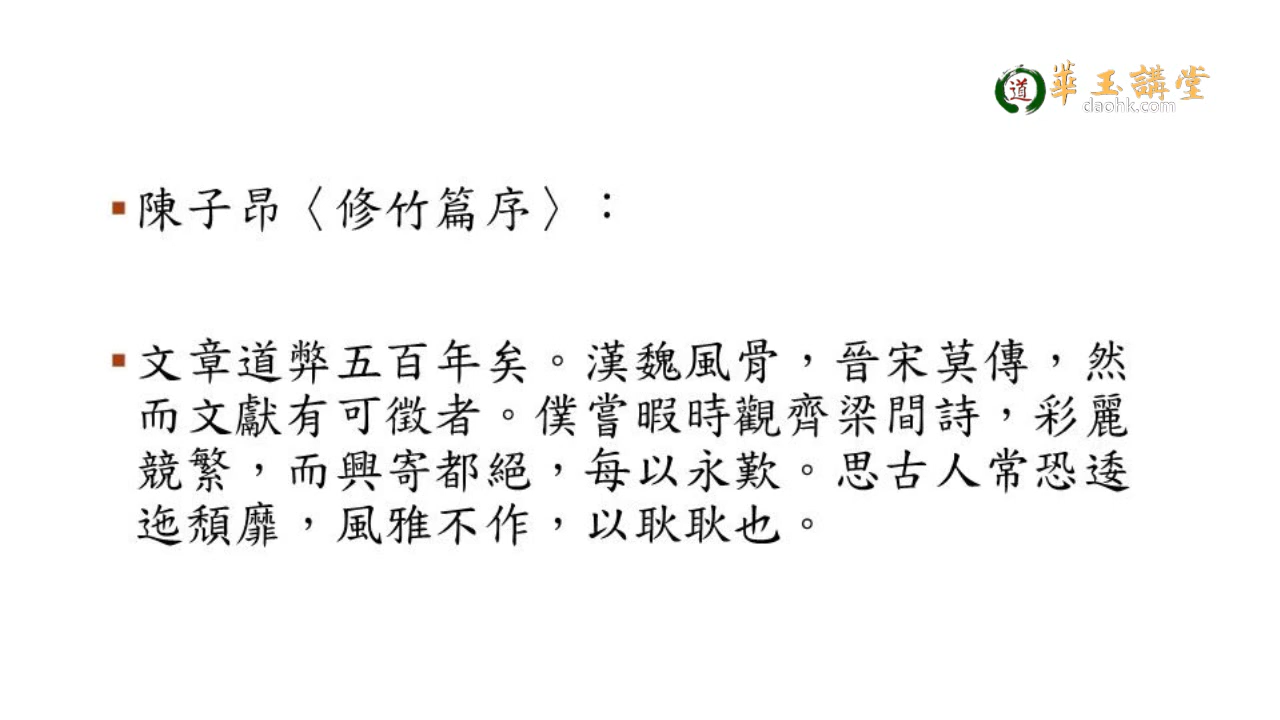 道 華玉講堂
daohk.com
陳子昂〈修竹篇序〉：
文章道弊五百年矣。漢魏風骨，晉宋莫傳，然
而文獻有可徵者。僕嘗暇時觀齊梁間詩，彩麗
競繁，而興寄都絕，每以永歎。思古人常恐逶
迤頹靡，風雅不作，以耿耿也。